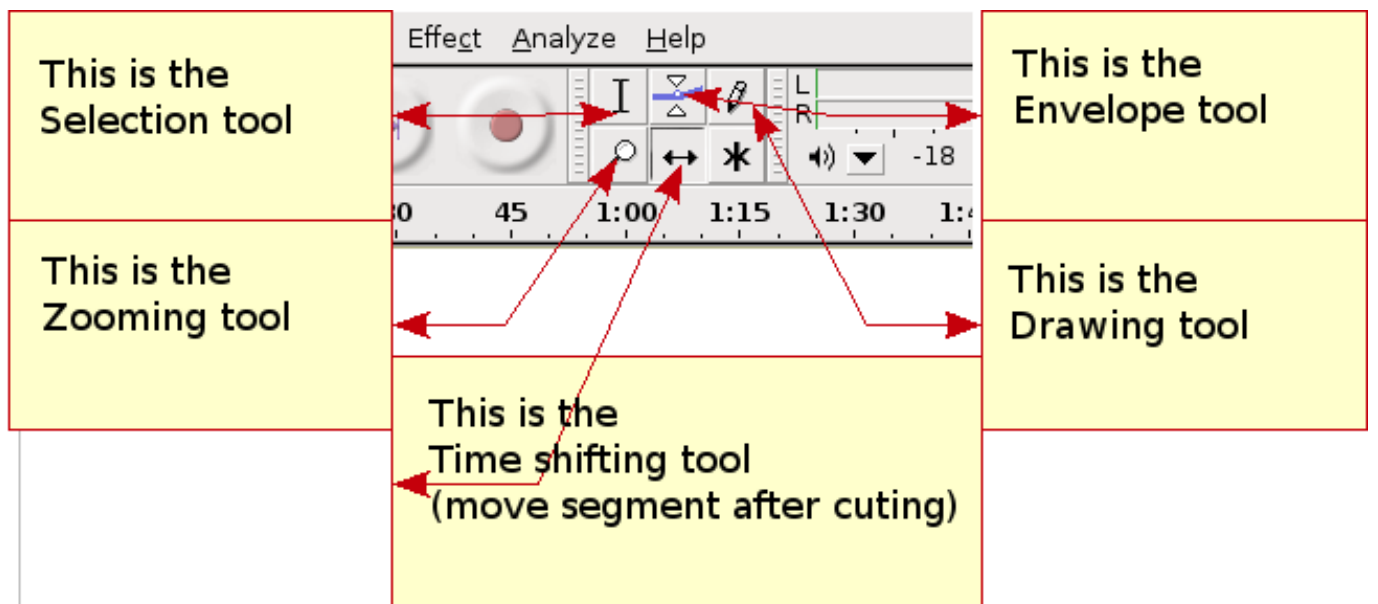 Effect Analyze Help
This is the
Selection tool
This is the
Envelope tool
L
R
-18
45 1:00 1:15 1:30
This is the
Zooming tool
This is the
Drawing tool
This is the
Time shifting tool
(move segment after cuting)